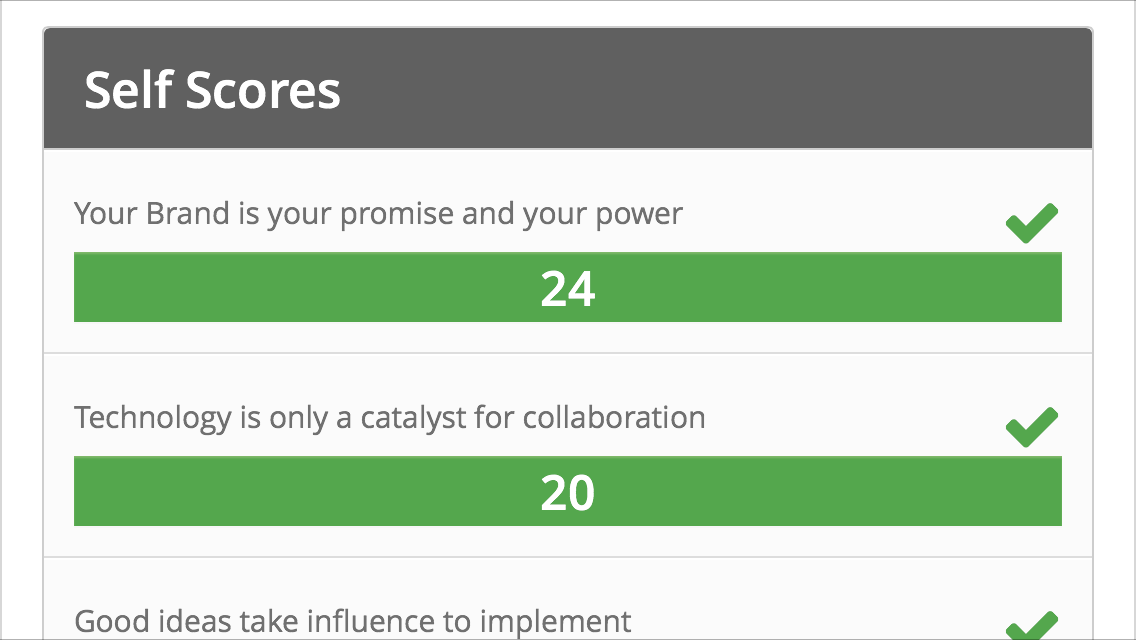 Self Scores
Your Brand is your promise and your power
24
Technology is only a catalyst for collaboration
20
Good ideas take influence to implement